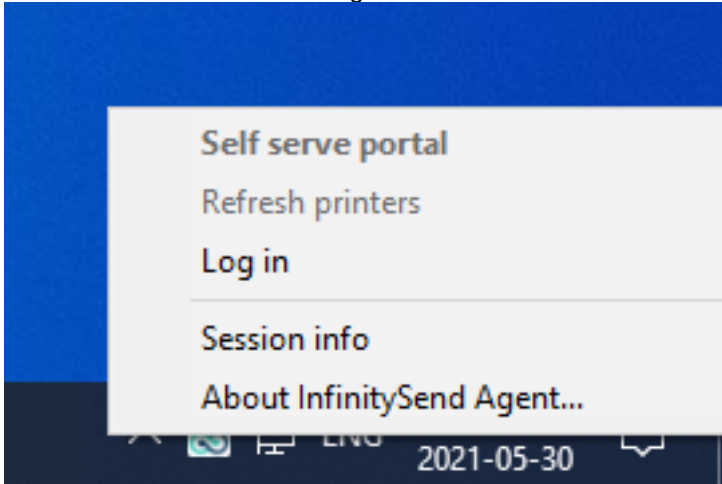 Self serve portal
Refresh printers
Log in
Session info
About InfinitySend Agent...
ENG
2021-05-30